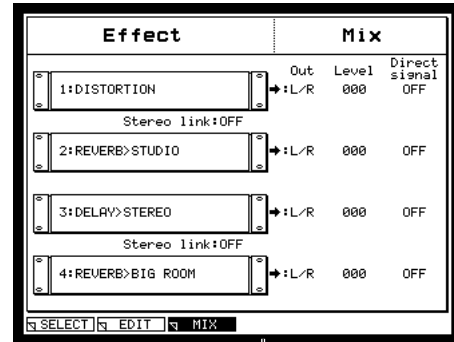 Effect Mix
Out Level Direct signal
1:DISTORTION ➔:L/R 000 OFF
Stereo link:OFF
2:REVERB>STUDIO ➔:L/R 000 OFF
3:DELAY>STEREO ➔:L/R 000 OFF
Stereo link:OFF
4:REVERB>BIG ROOM ➔:L/R 000 OFF
SELECT EDIT MIX